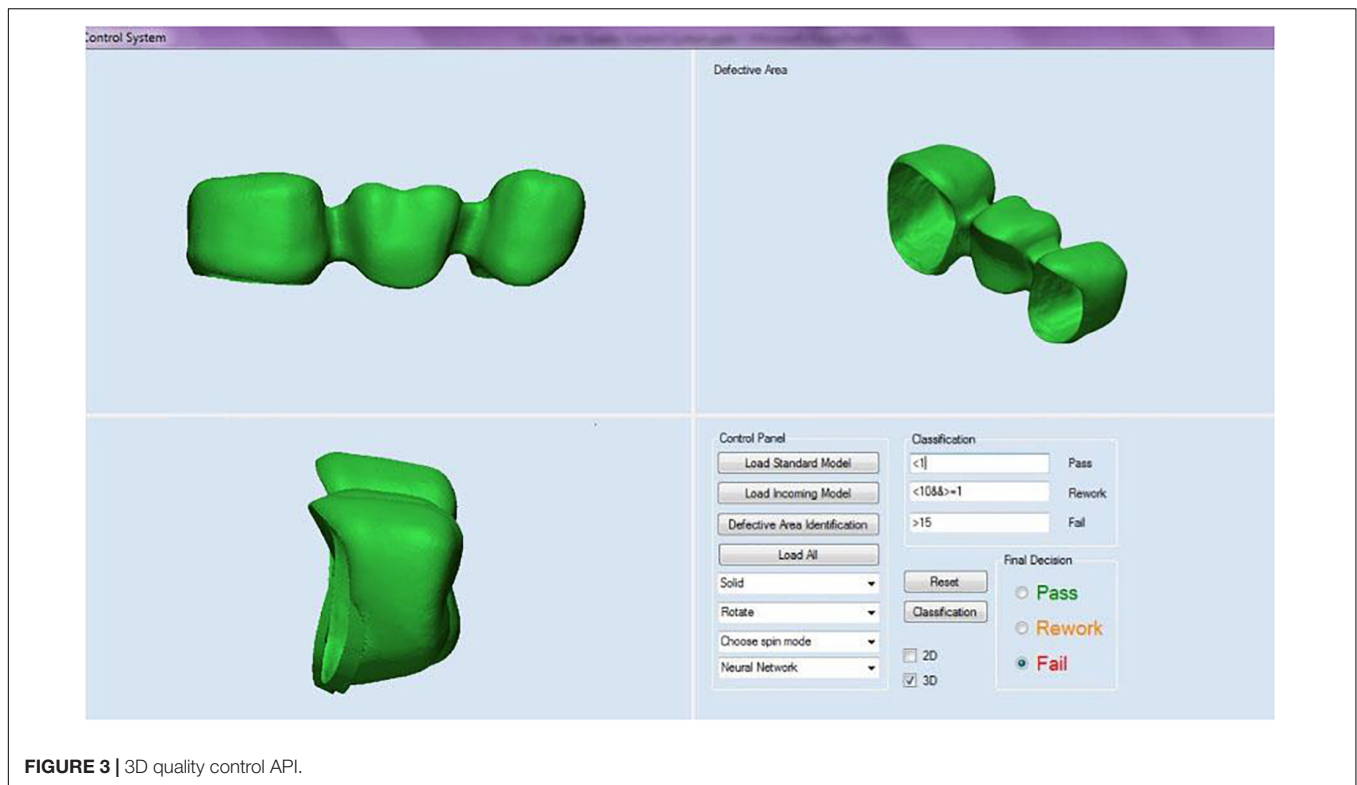 Control System
Defective Area
Control Panel
Load Standard Model
Load Incoming Model
Defective Area Identification
Load All
Solid
Rotate
Choose spin mode
Neural Network
Classification
<1 Pass
<10&&>=1 Rework
>15 Fail
Reset
Classification
2D
3D
Final Decision
Pass
Rework
Fail
FIGURE 3 | 3D quality control API.